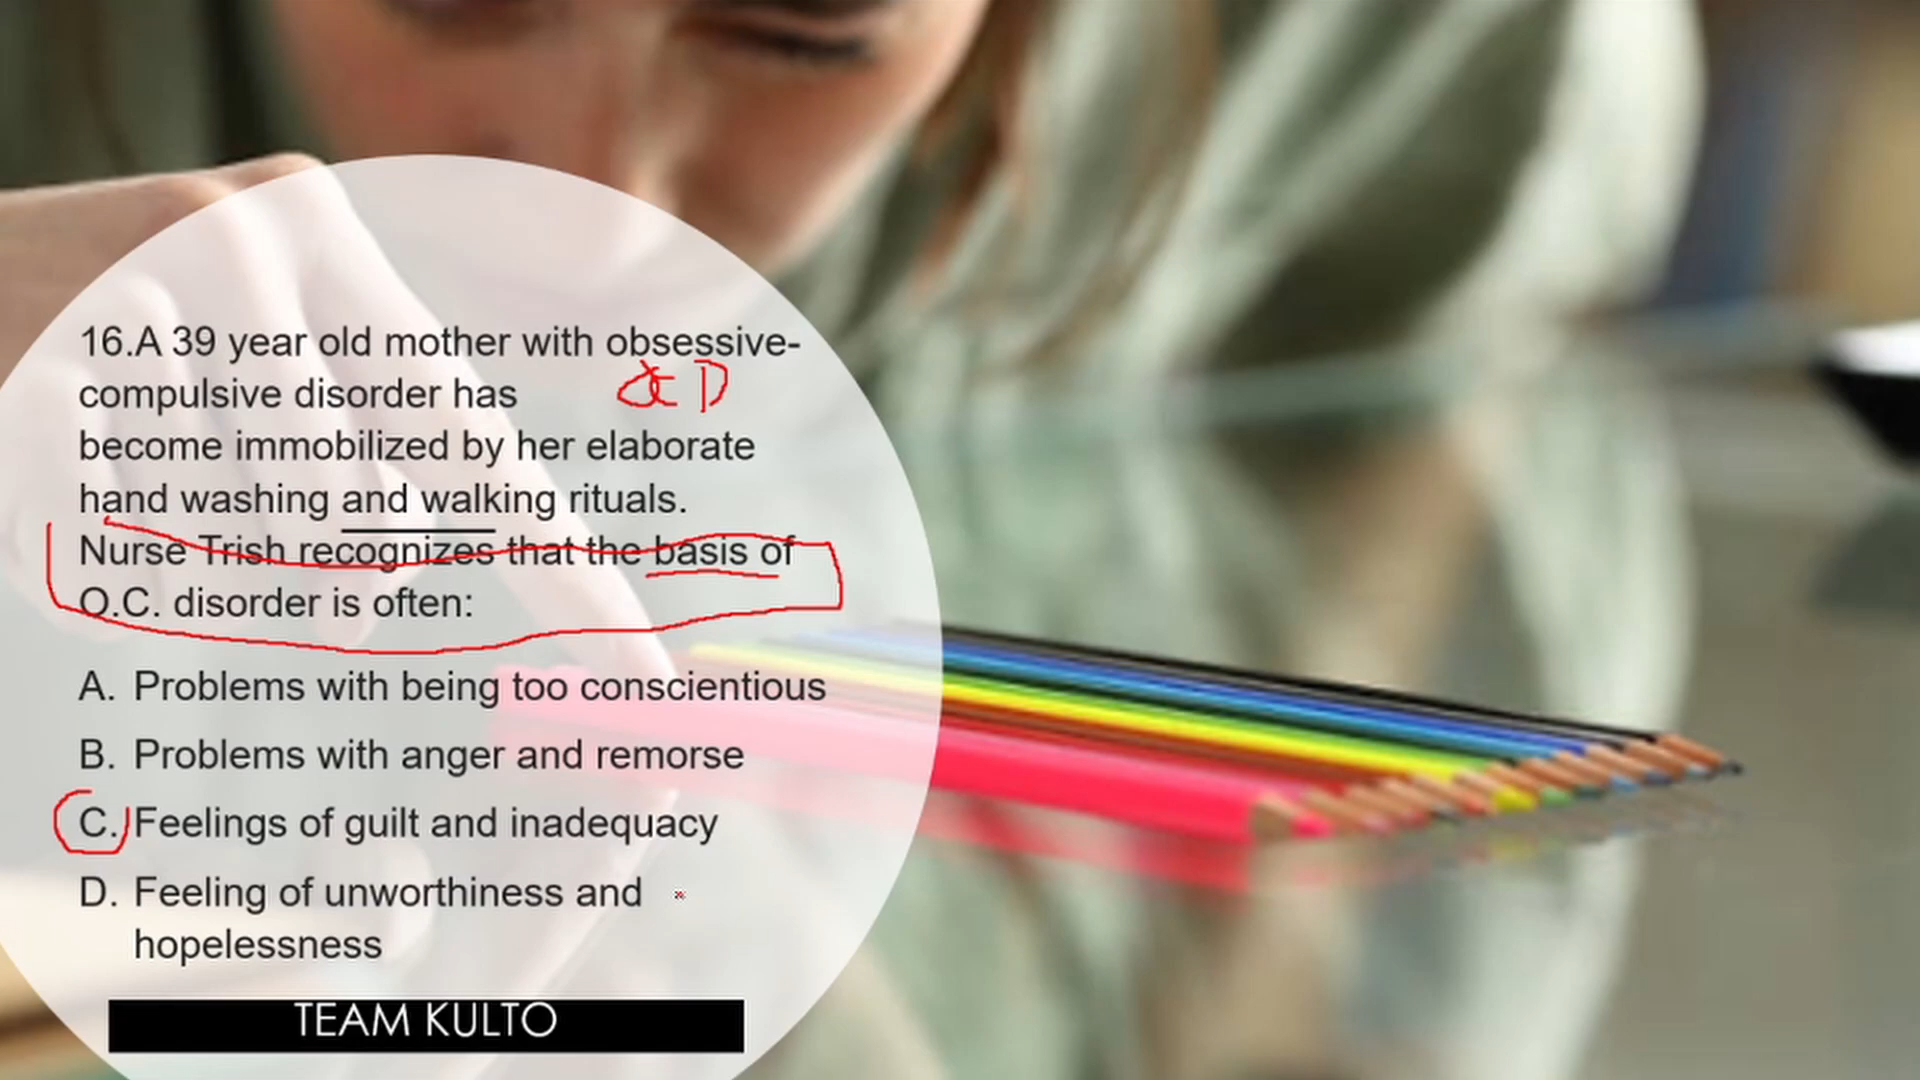 16.A 39 year old mother with obsessive-
compulsive disorder has
OCD
become immobilized by her elaborate
hand washing and walking rituals.
Nurse Trish recognizes that the basis of
O.C. disorder is often:
A. Problems with being too conscientious
B. Problems with anger and remorse
C. Feelings of guilt and inadequacy
D. Feeling of unworthiness and
hopelessness
TEAM KULTO